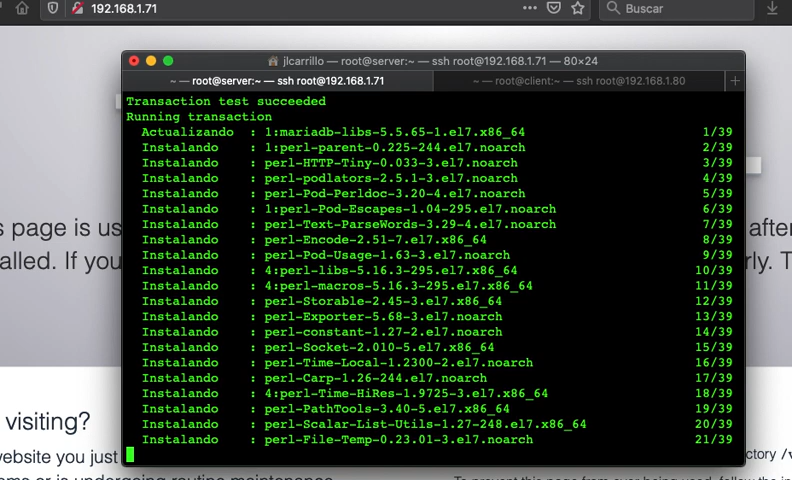 192.168.1.71
Buscar
jlcarrillo — root@server:~ — ssh root@192.168.1.71 — 80×24
~ — root@server:~ — ssh root@192.168.1.71
~ — root@client:~ — ssh root@192.168.1.80
Transaction test succeeded
Running transaction
Actualizando : 1:mariadb-libs-5.5.65-1.el7.x86_64 1/39
Instalando : 1:perl-parent-0.225-244.el7.noarch 2/39
Instalando : perl-HTTP-Tiny-0.033-3.el7.noarch 3/39
Instalando : perl-podlators-2.5.1-3.el7.noarch 4/39
Instalando : perl-Pod-Perldoc-3.20-4.el7.noarch 5/39
Instalando : 1:perl-Pod-Escapes-1.04-295.el7.noarch 6/39
Instalando : perl-Text-ParseWords-3.29-4.el7.noarch 7/39
Instalando : perl-Encode-2.51-7.el7.x86_64 8/39
Instalando : perl-Pod-Usage-1.63-3.el7.noarch 9/39
Instalando : 4:perl-libs-5.16.3-295.el7.x86_64 10/39
Instalando : 4:perl-macros-5.16.3-295.el7.x86_64 11/39
Instalando : perl-Storable-2.45-3.el7.x86_64 12/39
Instalando : perl-Exporter-5.68-3.el7.noarch 13/39
Instalando : perl-constant-1.27-2.el7.noarch 14/39
Instalando : perl-Socket-2.010-5.el7.x86_64 15/39
Instalando : perl-Time-Local-1.2300-2.el7.noarch 16/39
Instalando : perl-Carp-1.26-244.el7.noarch 17/39
Instalando : 4:perl-Time-HiRes-1.9725-3.el7.x86_64 18/39
Instalando : perl-PathTools-3.40-5.el7.x86_64 19/39
Instalando : perl-Scalar-List-Utils-1.27-248.el7.x86_64 20/39
Instalando : perl-File-Temp-0.23.01-3.el7.noarch 21/39
s page is us
after
alled. If you
rly. T
visiting?
website you just
ctory /v